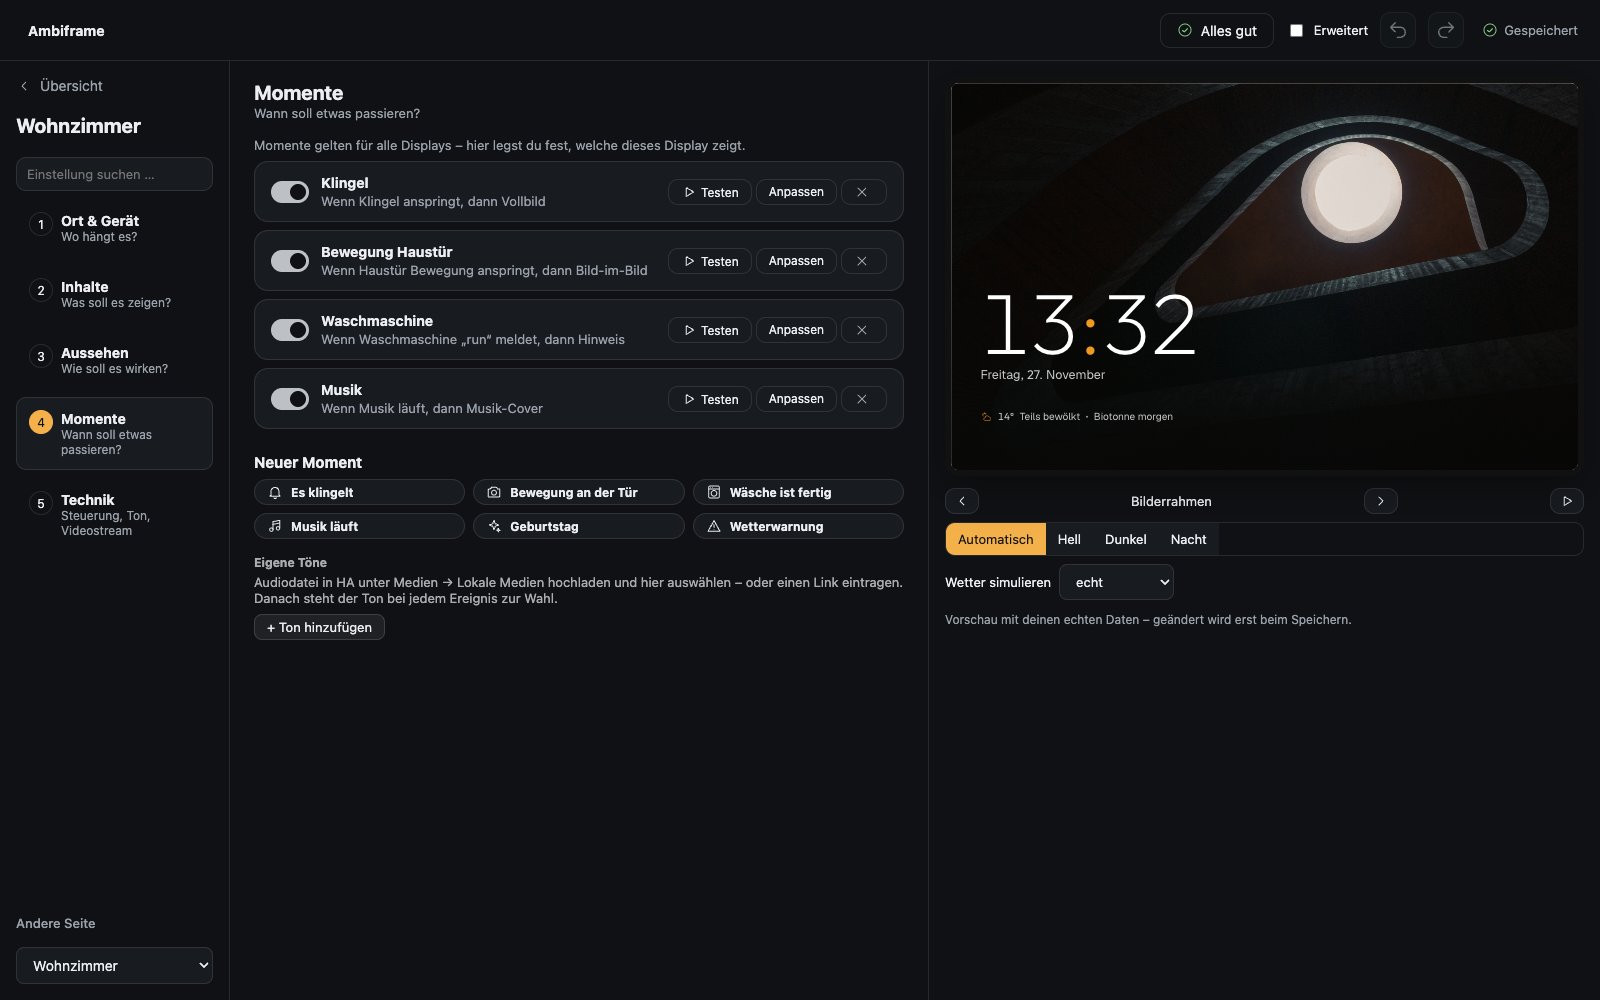 Ambiframe
Alles gut
Erweitert
Gespeichert
Übersicht
Wohnzimmer
Einstellung suchen ...
1
Ort & Gerät
Wo hängt es?
2
Inhalte
Was soll es zeigen?
3
Aussehen
Wie soll es wirken?
4
Momente
Wann soll etwas
passieren?
5
Technik
Steuerung, Ton,
Videostream
Andere Seite
Wohnzimmer
Momente
Wann soll etwas passieren?
Momente gelten für alle Displays – hier legst du fest, welche dieses Display zeigt.
Klingel
Wenn Klingel anspringt, dann Vollbild
Testen
Anpassen
Bewegung Haustür
Wenn Haustür Bewegung anspringt, dann Bild-im-Bild
Testen
Anpassen
Waschmaschine
Wenn Waschmaschine „run“ meldet, dann Hinweis
Testen
Anpassen
Musik
Wenn Musik läuft, dann Musik-Cover
Testen
Anpassen
Neuer Moment
Es klingelt
Bewegung an der Tür
Wäsche ist fertig
Musik läuft
Geburtstag
Wetterwarnung
Eigene Töne
Audiodatei in HA unter Medien → Lokale Medien hochladen und hier auswählen – oder einen Link eintragen.
Danach steht der Ton bei jedem Ereignis zur Wahl.
+ Ton hinzufügen
13:32
Freitag, 27. November
14° Teils bewölkt · Biotonne morgen
Bilderrahmen
Automatisch
Hell
Dunkel
Nacht
Wetter simulieren
echt
Vorschau mit deinen echten Daten – geändert wird erst beim Speichern.